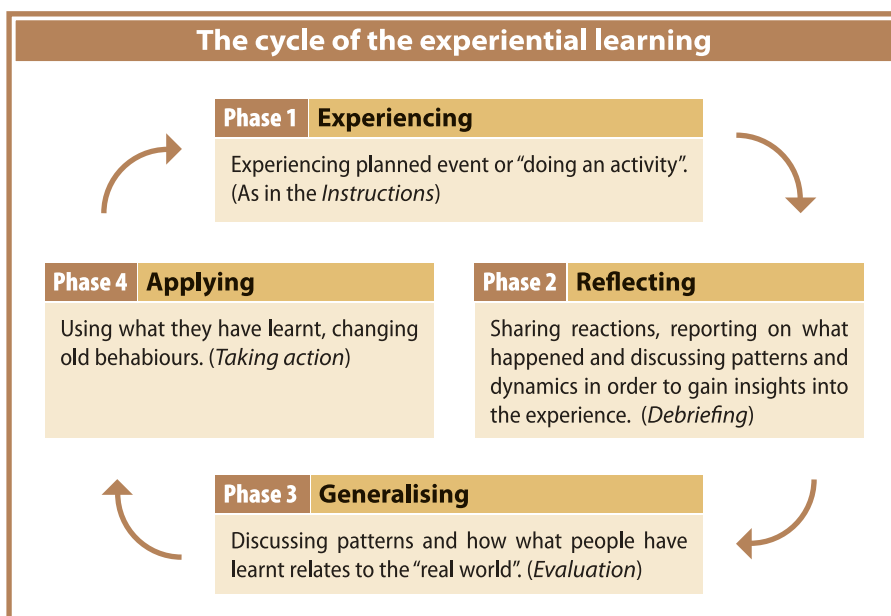 The cycle of the experiential learning
Phase 1 Experiencing
Experiencing planned event or “doing an activity”.
(As in the Instructions)
Phase 2 Reflecting
Sharing reactions, reporting on what
happened and discussing patterns and
dynamics in order to gain insights into
the experience. (Debriefing)
Phase 3 Generalising
Discussing patterns and how what people have
learnt relates to the “real world”. (Evaluation)
Phase 4 Applying
Using what they have learnt, changing
old behabiours. (Taking action)